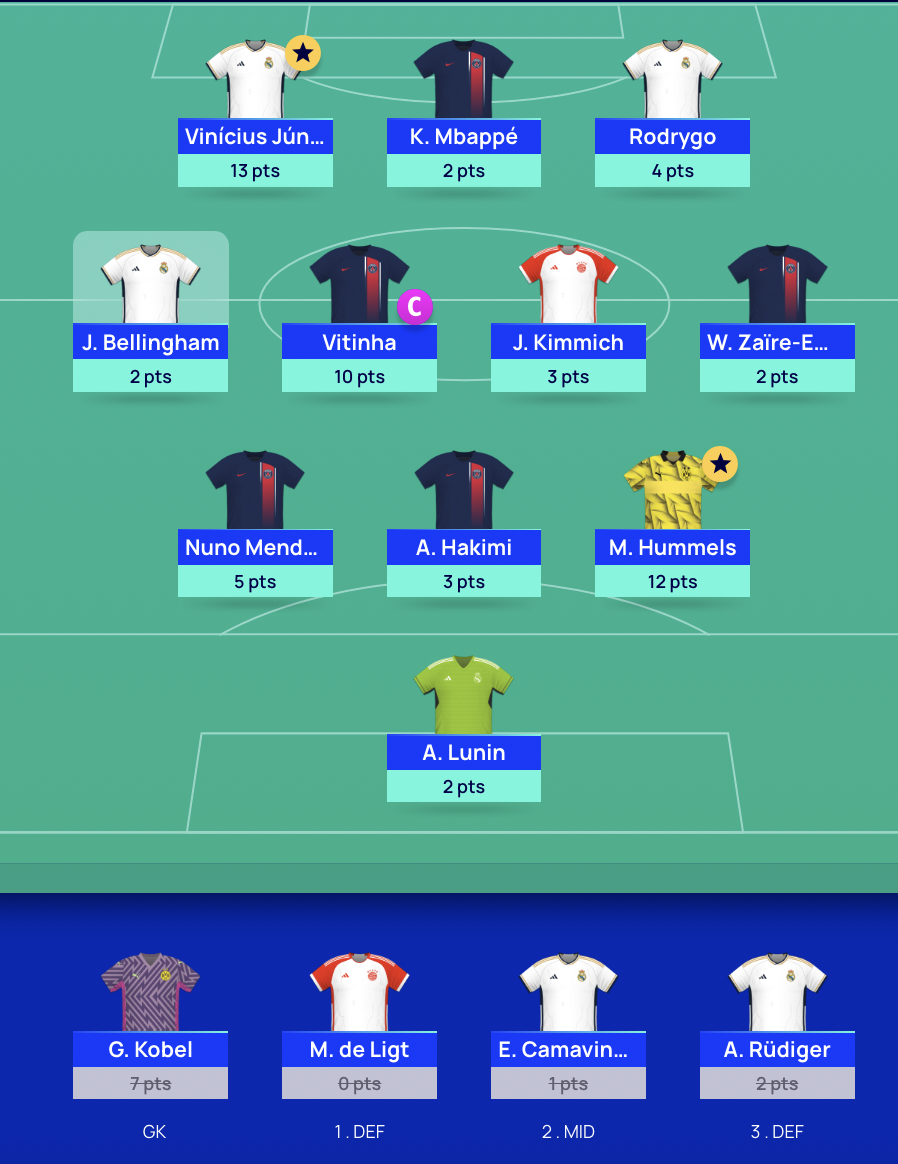 Vinícius Jún...
K. Mbappé
Rodrygo
13 pts
2 pts
4 pts
J. Bellingham
C
Vitinha
J. Kimmich
W. Zaïre-E...
2 pts
10 pts
3 pts
2 pts
Nuno Mend...
A. Hakimi
M. Hummels
5 pts
3 pts
12 pts
A. Lunin
2 pts
G. Kobel
M. de Ligt
E. Camavin...
A. Rüdiger
7 pts
0 pts
1 pts
2 pts
GK
1 . DEF
2 . MID
3 . DEF